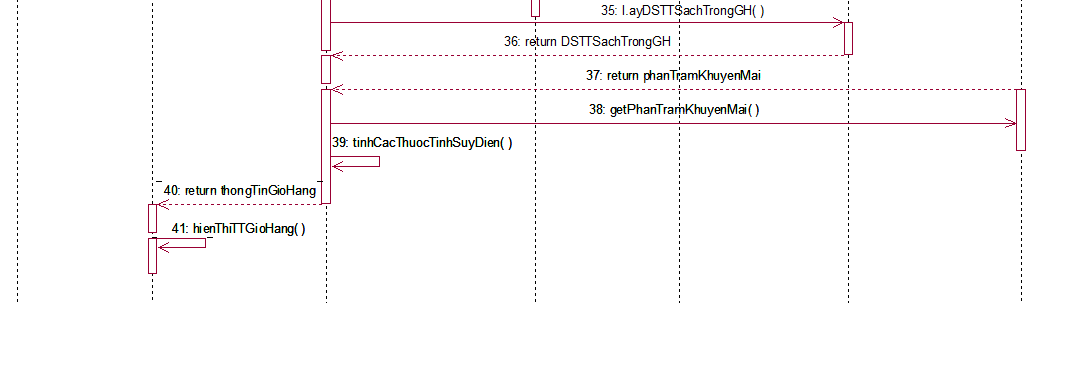 35: l.ayDSTTSachTrongGH( )
36: return DSTTSachTrongGH
37: return phanTramKhuyenMai
38: getPhanTramKhuyenMai( )
39: tinhCacThuocTinhSuyDien( )
40: return thongTinGioHang
41: hienThiTTGioHang( )